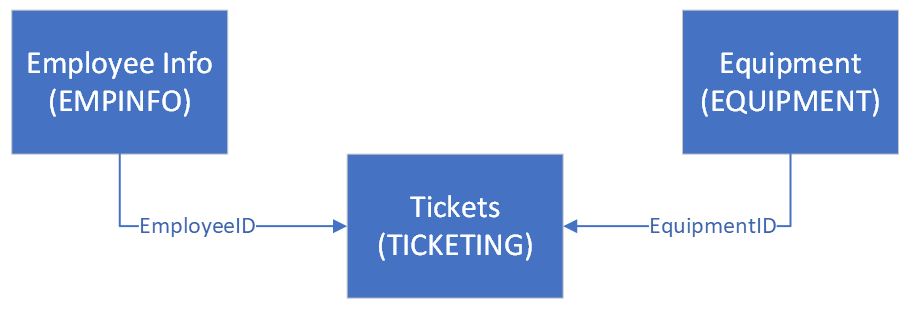 Employee Info
(EMPINFO)
Equipment
(EQUIPMENT)
Tickets
(TICKETING)
EmployeeID
EquipmentID